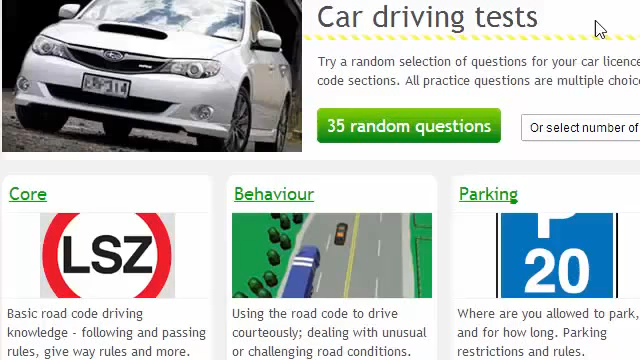 Car driving tests
Try a random selection of questions for your car licence
code sections. All practice questions are multiple choice
35 random questions
Or select number of
Core
Behaviour
Parking
LSZ
P
20
Basic road code driving
knowledge - following and passing
rules, give way rules and more.
Using the road code to drive
courteously; dealing with unusual
or challenging road conditions.
Where are you allowed to park,
and for how long. Parking
restrictions and rules.